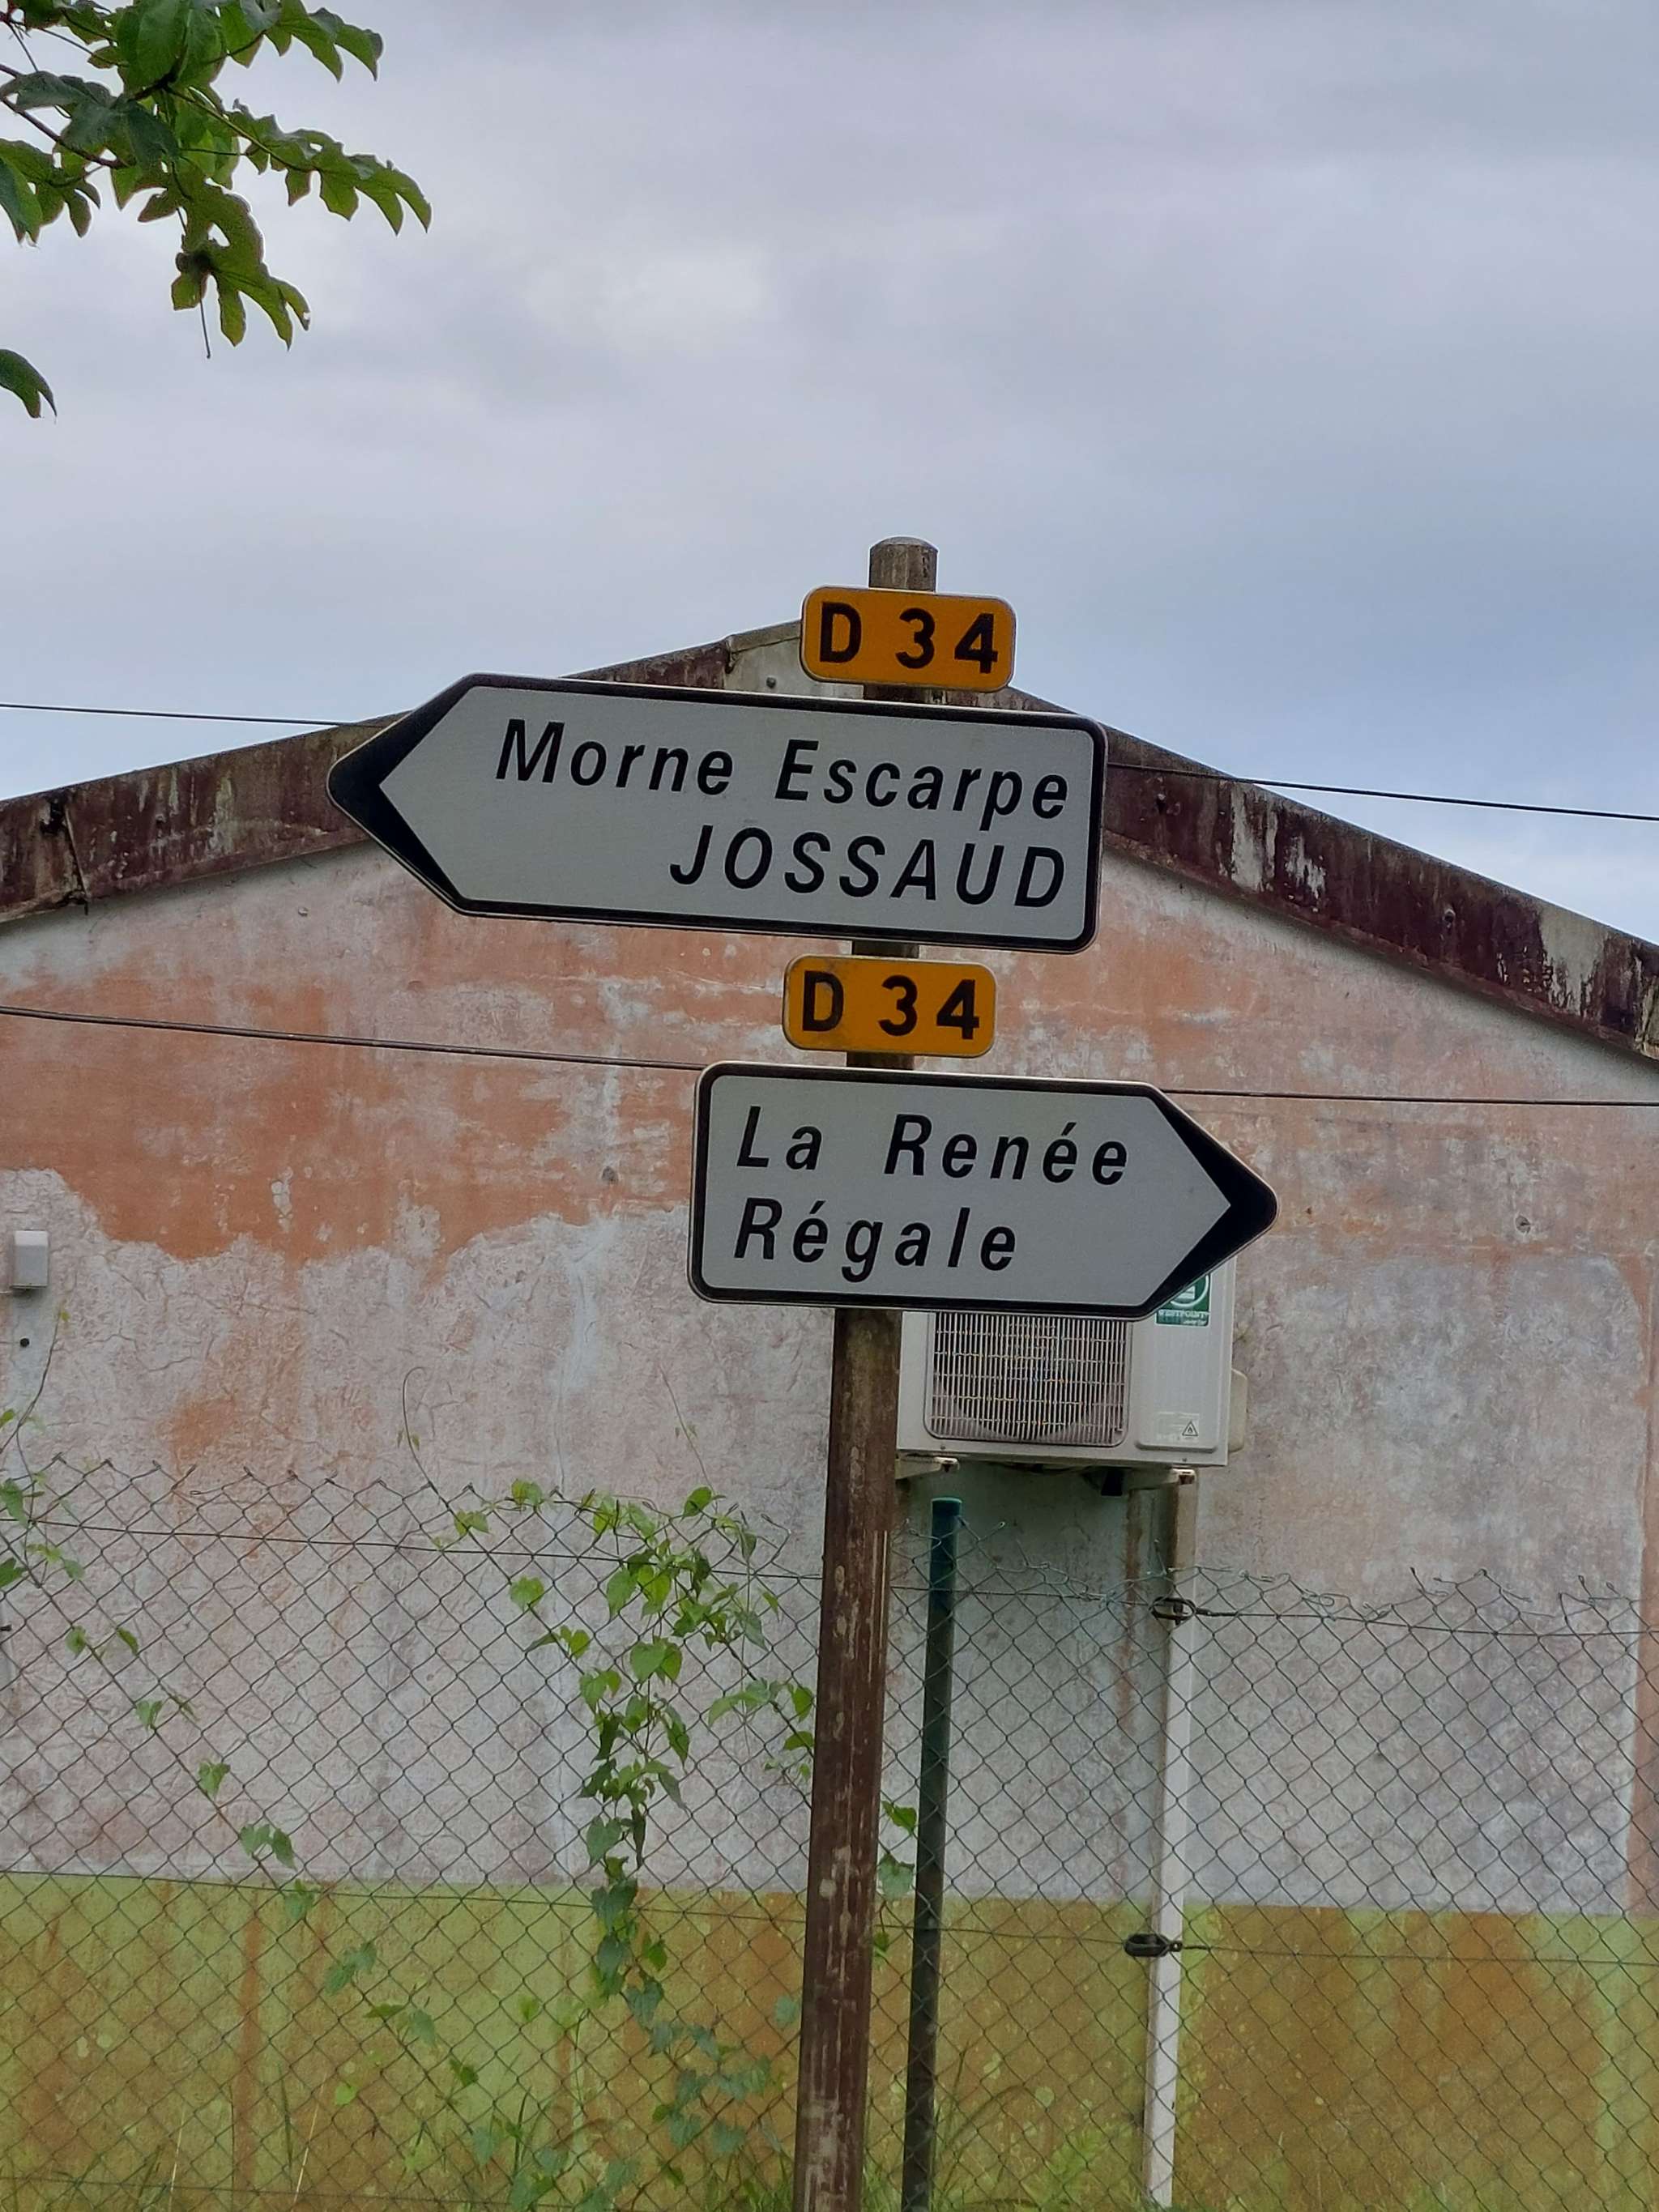 D 34
Morne Escarpe
JOSSAUD
D 34
La Renée
Régale